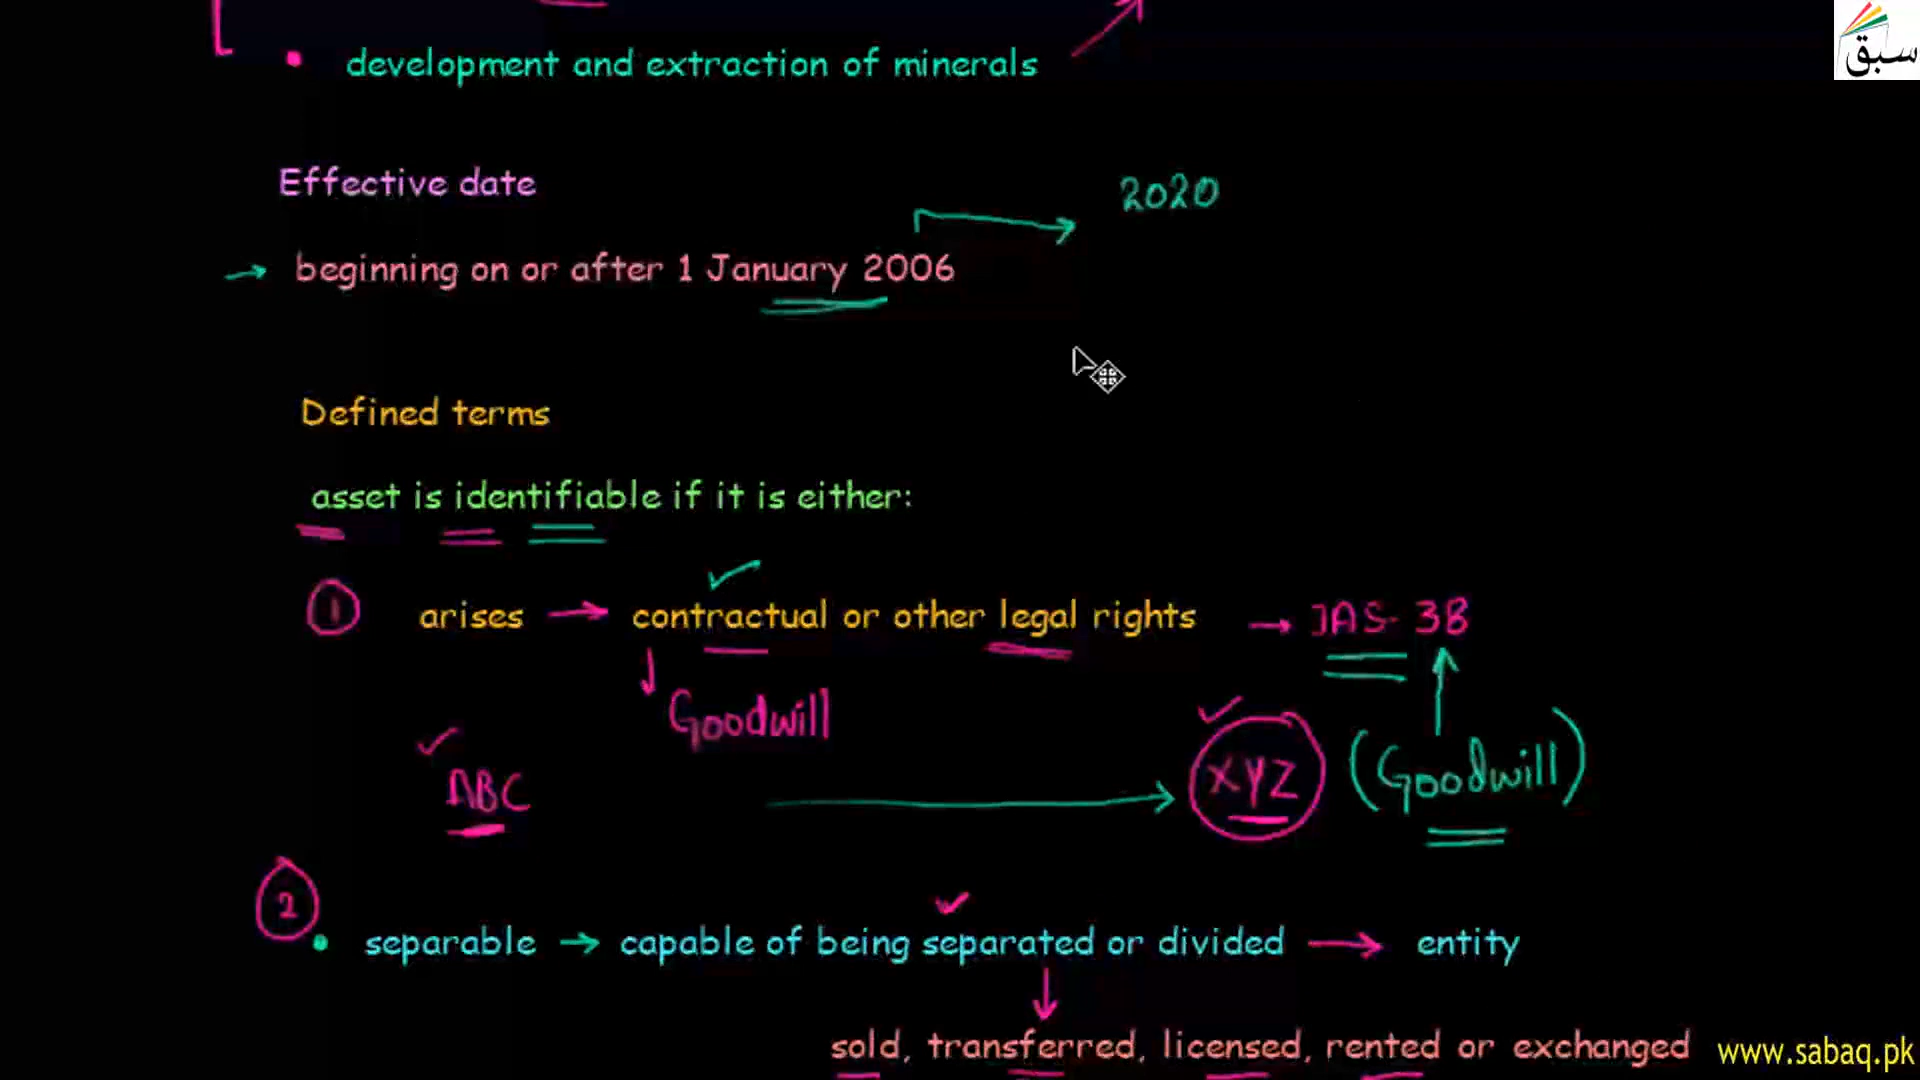 سبق
• development and extraction of minerals
Effective date
2020
→ beginning on or after 1 January 2006
Defined terms
asset is identifiable if it is either:
1 arises → contractual or other legal rights → IAS-38
Goodwill
ABC → XYZ (Goodwill)
2
• separable → capable of being separated or divided → entity
sold, transferred, licensed, rented or exchanged
www.sabaq.pk